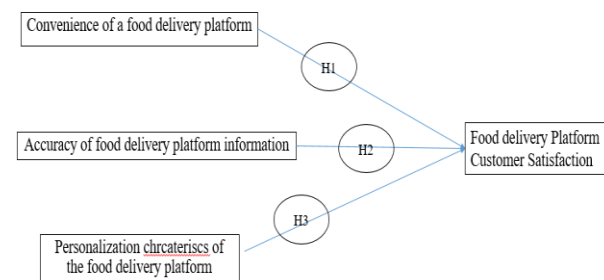 Convenience of a food delivery platform
H1
Accuracy of food delivery platform information
H2
Food delivery Platform
Customer Satisfaction
H3
Personalization chrcateriscs of
the food delivery platform